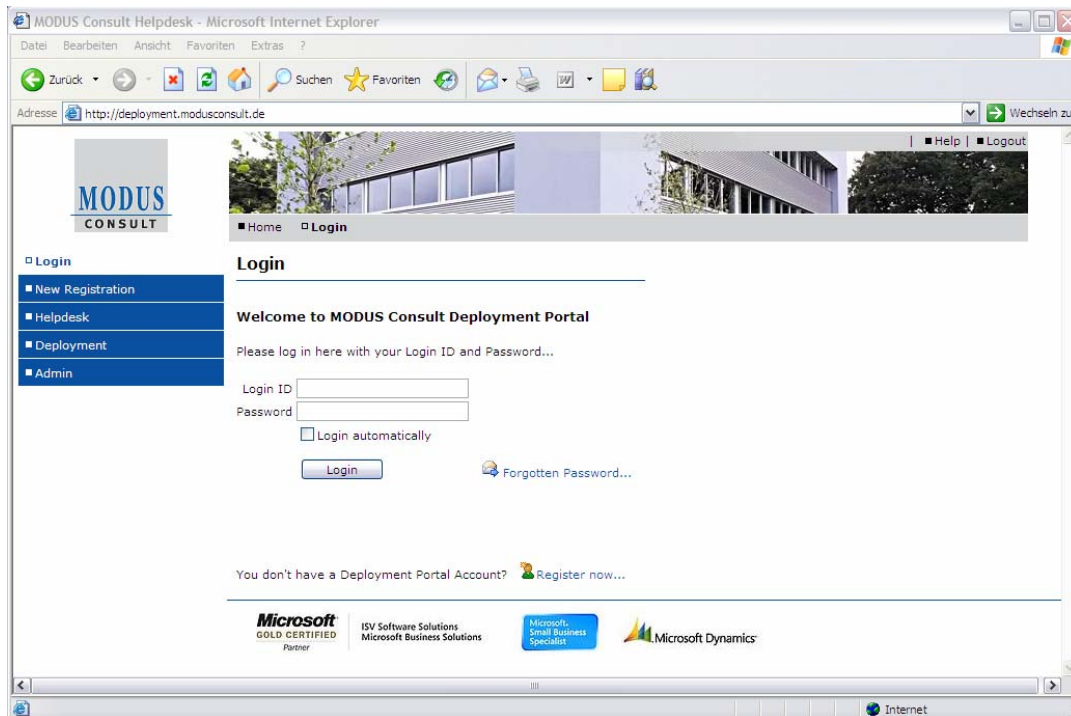 MODUS Consult Helpdesk - Microsoft Internet Explorer
Datei Bearbeiten Ansicht Favoriten Extras ?
Zurück Suchen Favoriten
Adresse http://deployment.modusconsult.de Wechseln zu
| Help | Logout
MODUS
CONSULT
Home Login
Login
New Registration
Helpdesk
Deployment
Admin
Login
Welcome to MODUS Consult Deployment Portal
Please log in here with your Login ID and Password...
Login ID
Password
Login automatically
Login Forgotten Password...
You don't have a Deployment Portal Account? Register now...
Microsoft
GOLD CERTIFIED
Partner
ISV Software Solutions
Microsoft Business Solutions
Microsoft
Small Business
Specialist
Microsoft Dynamics
Internet